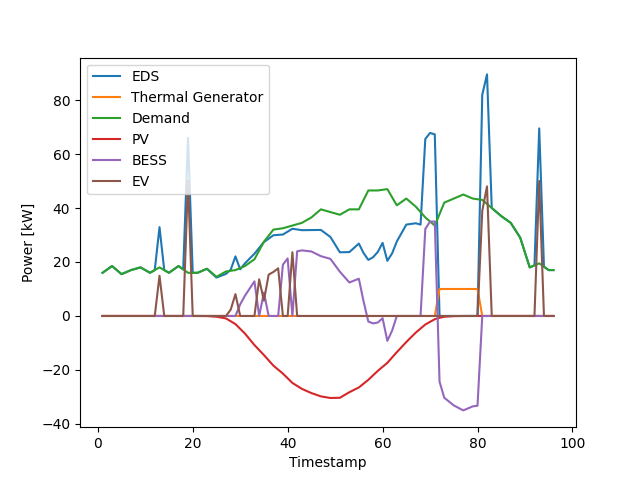 EDS
Thermal Generator
Demand
PV
BESS
EV
Power [kW]
80
60
40
20
0
−20
−40
0 20 40 60 80 100
Timestamp